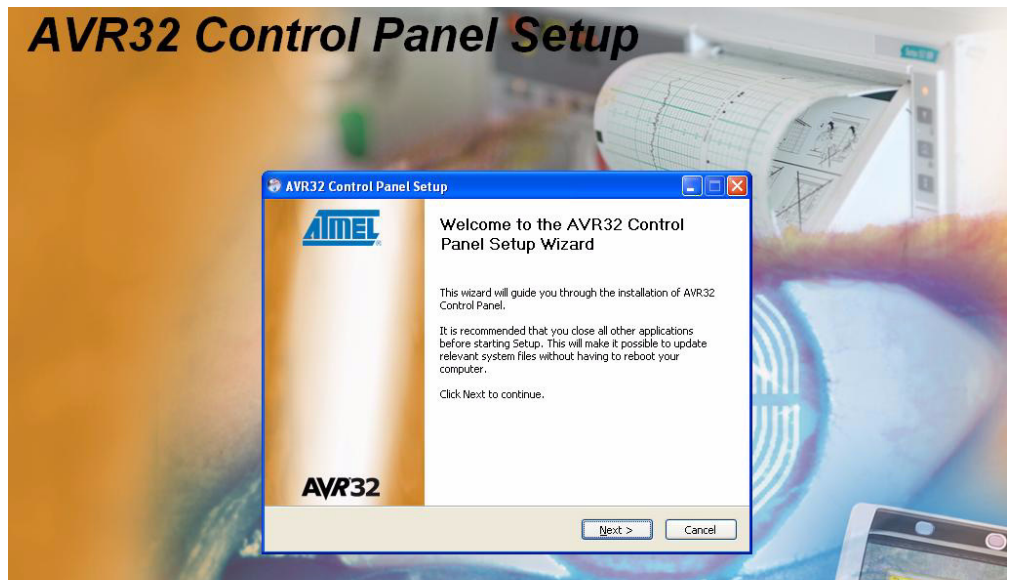 AVR32 Control Panel Setup
AVR32 Control Panel Setup
ATMEL
Welcome to the AVR32 Control
Panel Setup Wizard
This wizard will guide you through the installation of AVR32
Control Panel.
It is recommended that you close all other applications
before starting Setup. This will make it possible to update
relevant system files without having to reboot your
computer.
Click Next to continue.
AVR32
Next >
Cancel